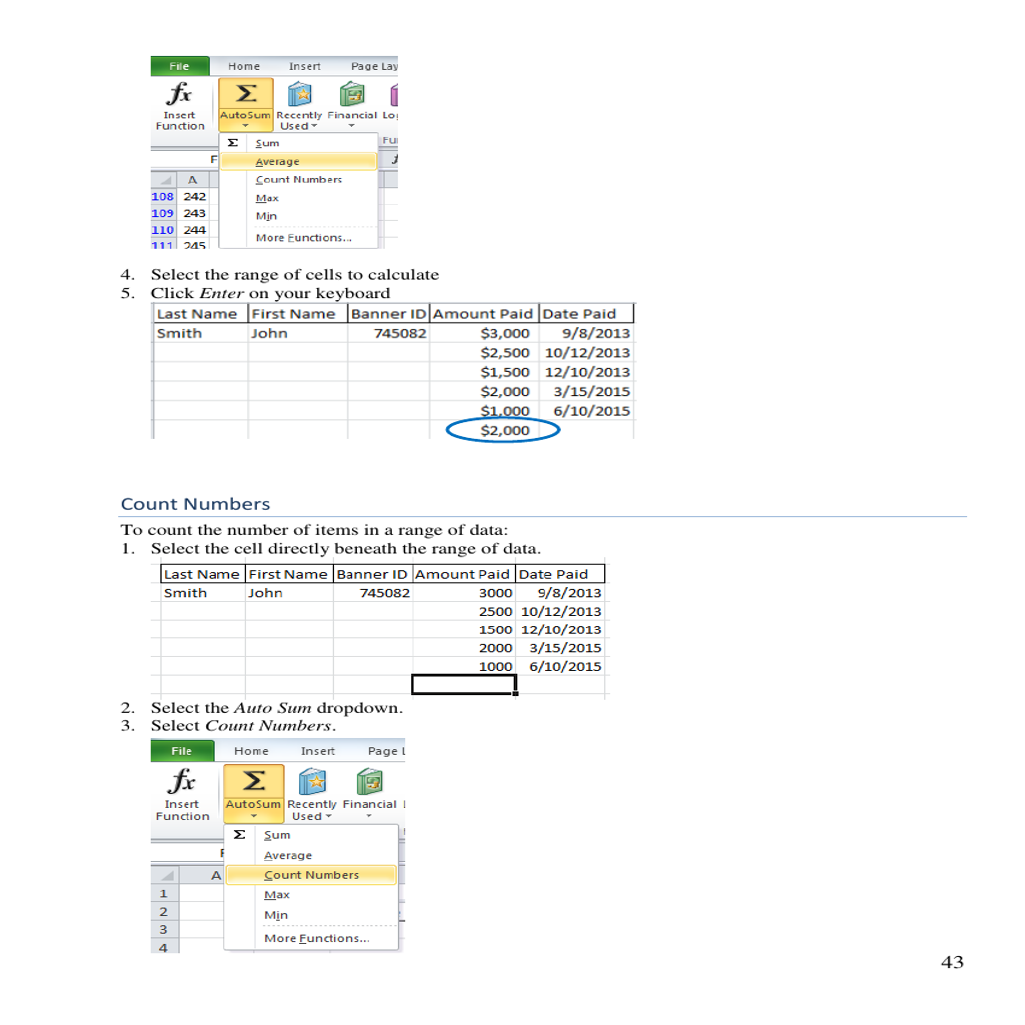 File Home Insert Page Lay
fx Σ
Insert AutoSum Recently Financial Lo
Function Used
Σ Sum Fu
F Average f
A Count Numbers
108 242 Max
109 243 Min
110 244
111 245 More Functions...
4. Select the range of cells to calculate
5. Click Enter on your keyboard
Last Name First Name Banner ID Amount Paid Date Paid
Smith John 745082 $3,000 9/8/2013
$2,500 10/12/2013
$1,500 12/10/2013
$2,000 3/15/2015
$1,000 6/10/2015
$2,000
Count Numbers
To count the number of items in a range of data:
1. Select the cell directly beneath the range of data.
Last Name First Name Banner ID Amount Paid Date Paid
Smith John 745082 3000 9/8/2013
2500 10/12/2013
1500 12/10/2013
2000 3/15/2015
1000 6/10/2015
2. Select the Auto Sum dropdown.
3. Select Count Numbers.
File Home Insert Page L
fx Σ
Insert AutoSum Recently Financial
Function Used
Σ Sum
Average
A Count Numbers
1 Max
2 Min
3
4 More Functions...
43